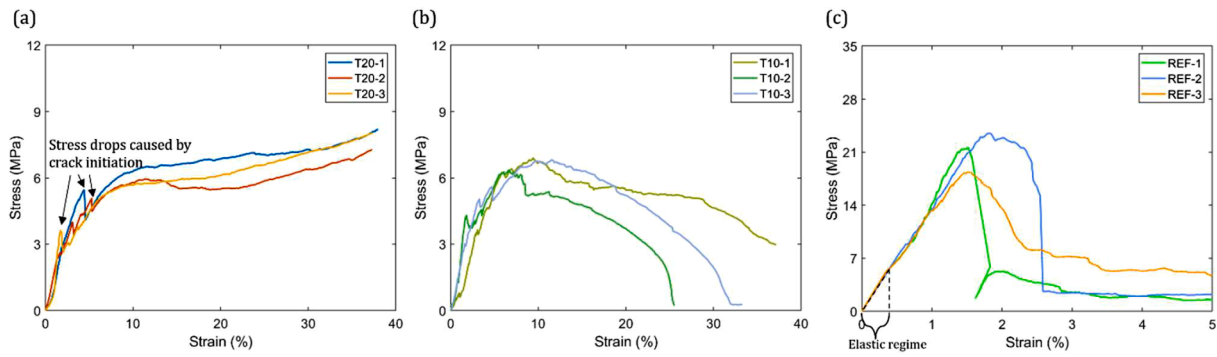 (a)
12
9
6
3
0
Stress (MPa)
T20-1
T20-2
T20-3
Stress drops caused by
crack initiation
0 10 20 30 40
Strain (%)
(b)
12
9
6
3
0
Stress (MPa)
T10-1
T10-2
T10-3
0 10 20 30 40
Strain (%)
(c)
35
28
21
14
7
0
Stress (MPa)
REF-1
REF-2
REF-3
0 1 2 3 4 5
Strain (%)
Elastic regime